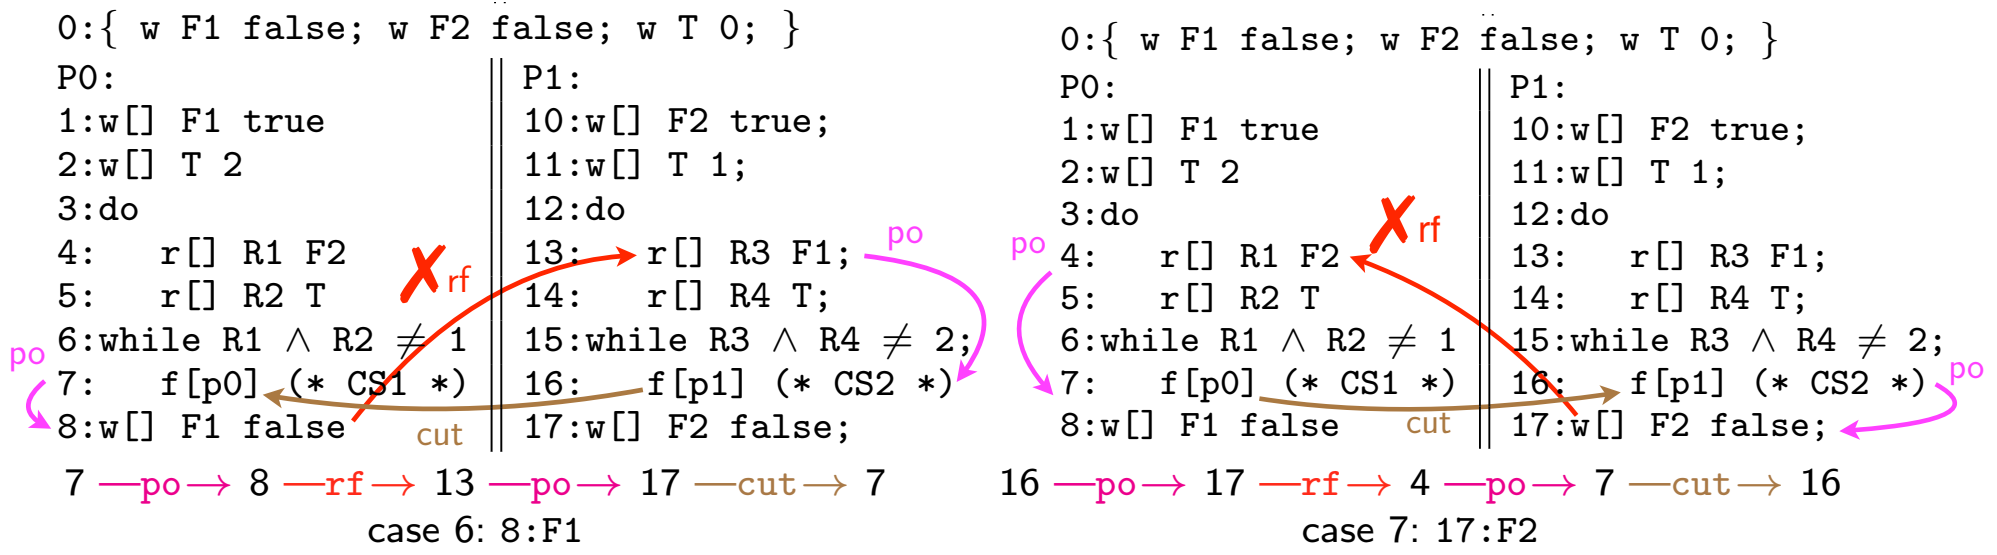 0:{ w F1 false; w F2 false; w T 0; }
P0:
P1:
1:w[] F1 true
10:w[] F2 true;
2:w[] T 2
11:w[] T 1;
3:do
12:do
4: r[] R1 F2
13: r[] R3 F1;
po
✗ rf
5: r[] R2 T
14: r[] R4 T;
6:while R1 ∧ R2 ≠ 1
15:while R3 ∧ R4 ≠ 2;
po
7: f[p0] (* CS1 *)
16: f[p1] (* CS2 *)
8:w[] F1 false
cut
17:w[] F2 false;
7 —po→ 8 —rf→ 13 —po→ 17 —cut→ 7
case 6: 8:F1
0:{ w F1 false; w F2 false; w T 0; }
P0:
P1:
1:w[] F1 true
10:w[] F2 true;
2:w[] T 2
11:w[] T 1;
3:do
12:do
✗ rf
po
4: r[] R1 F2
13: r[] R3 F1;
5: r[] R2 T
14: r[] R4 T;
6:while R1 ∧ R2 ≠ 1
15:while R3 ∧ R4 ≠ 2;
7: f[p0] (* CS1 *)
16: f[p1] (* CS2 *)
po
8:w[] F1 false
cut
17:w[] F2 false;
16 —po→ 17 —rf→ 4 —po→ 7 —cut→ 16
case 7: 17:F2